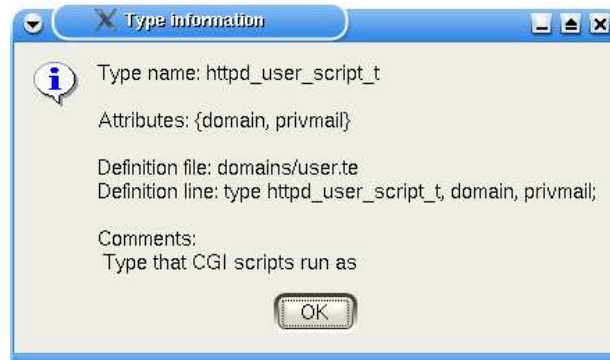 Type information
Type name: httpd_user_script_t
Attributes: {domain, privmail}
Definition file: domains/user.te
Definition line: type httpd_user_script_t, domain, privmail;
Comments:
Type that CGI scripts run as
OK